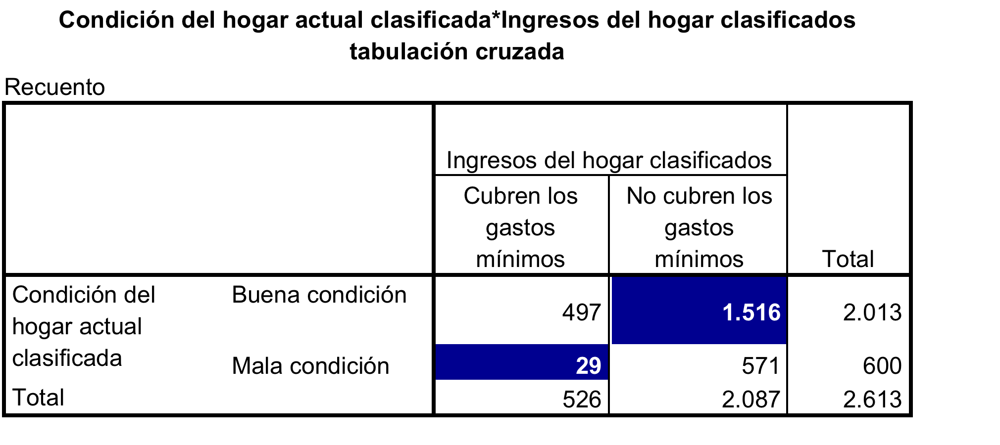 Condición del hogar actual clasificada*Ingresos del hogar clasificados
tabulación cruzada
Recuento
Ingresos del hogar clasificados
Cubren los
gastos
mínimos
No cubren los
gastos
mínimos
Total
Condición del
hogar actual
clasificada
Buena condición
497
1.516
2.013
Mala condición
29
571
600
Total
526
2.087
2.613